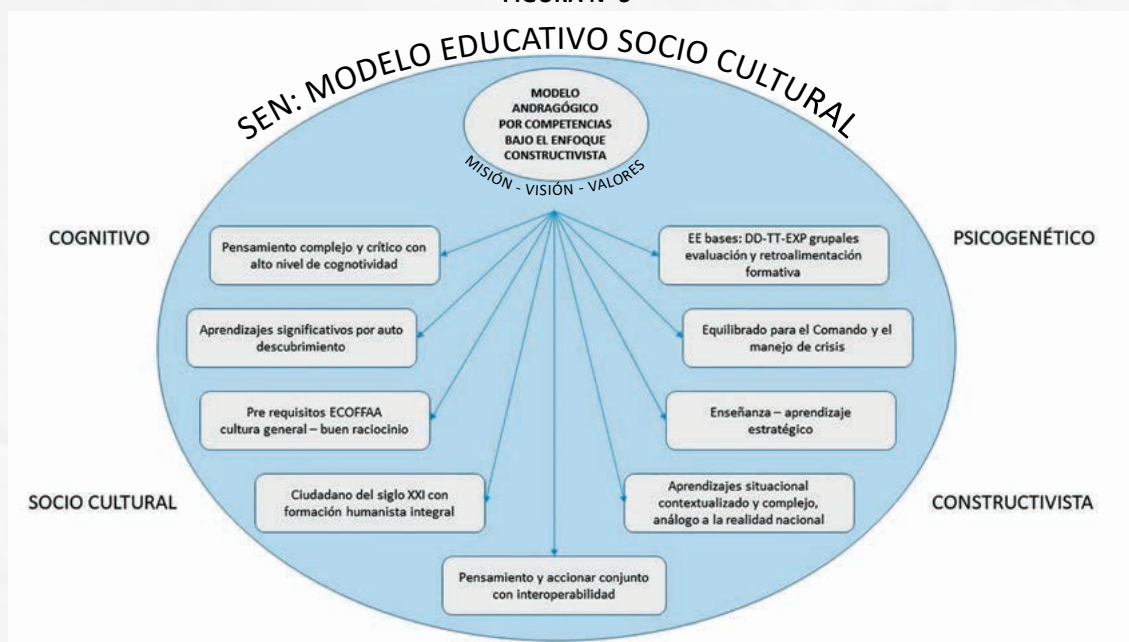 SEN: MODELO EDUCATIVO SOCIO CULTURAL
MODELO
ANDRAGÓGICO
POR COMPETENCIAS
BAJO EL ENFOQUE
CONSTRUCTIVISTA
MISIÓN - VISIÓN - VALORES
COGNITIVO
PSICOGENÉTICO
Pensamiento complejo y crítico con
alto nivel de cognotividad
EE bases: DD-TT-EXP grupales
evaluación y retroalimentación
formativa
Aprendizajes significativos por auto
descubrimiento
Equilibrado para el Comando y el
manejo de crisis
Pre requisitos ECOFFAA
cultura general – buen raciocinio
Enseñanza – aprendizaje
estratégico
SOCIO CULTURAL
CONSTRUCTIVISTA
Ciudadano del siglo XXI con
formación humanista integral
Aprendizajes situacional
contextualizado y complejo,
análogo a la realidad nacional
Pensamiento y accionar conjunto
con interoperabilidad